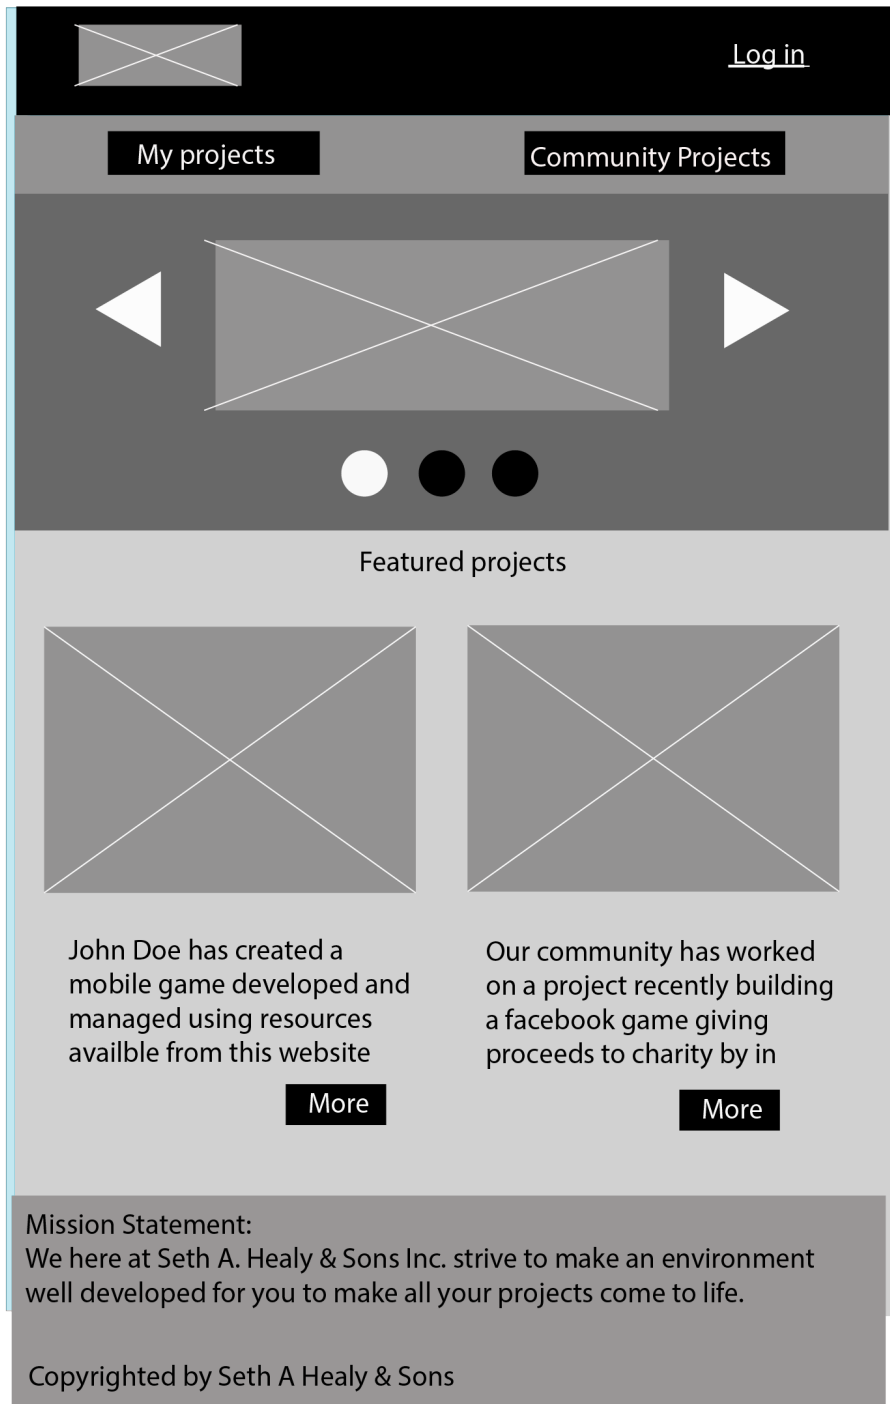 Log in
My projects
Community Projects
Featured projects
John Doe has created a
mobile game developed and
managed using resources
availble from this website
More
Our community has worked
on a project recently building
a facebook game giving
proceeds to charity by in
More
Mission Statement:
We here at Seth A. Healy & Sons Inc. strive to make an environment
well developed for you to make all your projects come to life.
Copyrighted by Seth A Healy & Sons